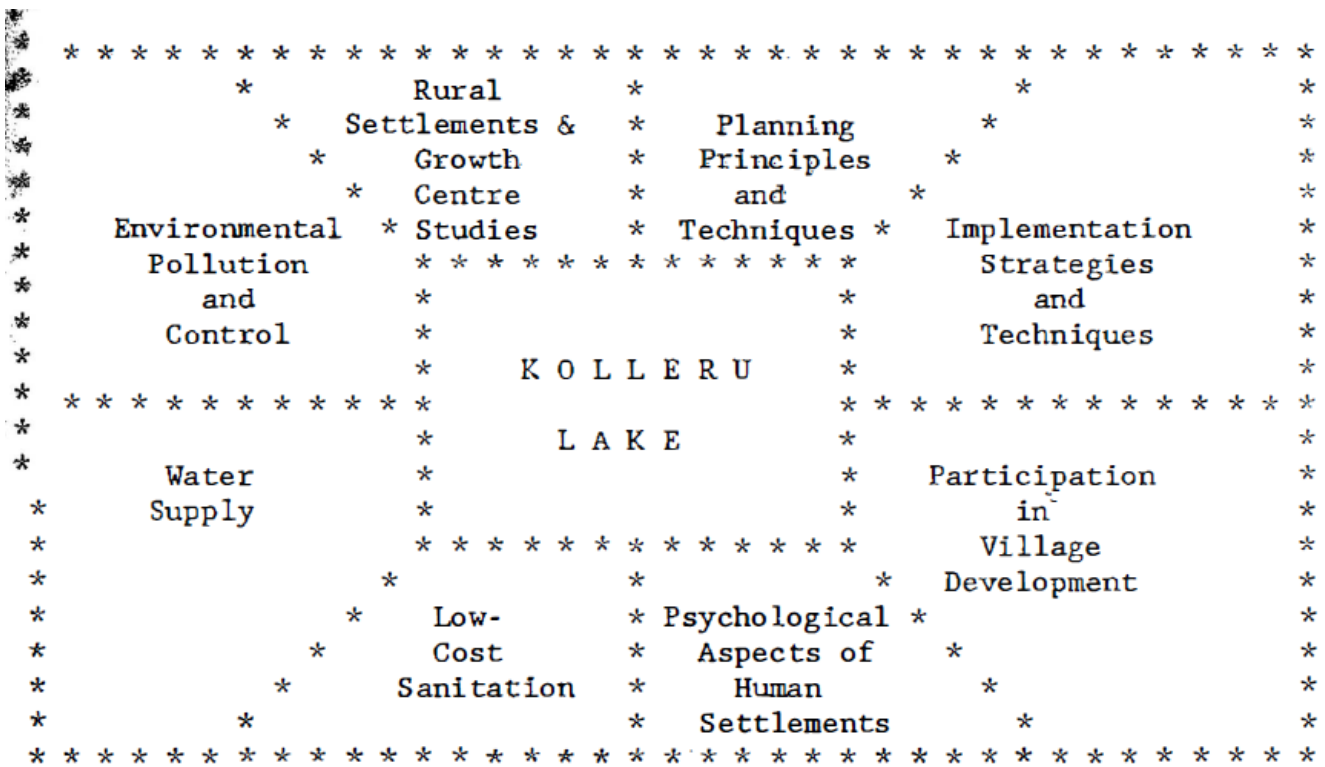 Rural
Settlements &
Growth
Centre
Studies
Planning
Principles
and
Techniques
Environmental
Pollution
and
Control
Implementation
Strategies
and
Techniques
K O L L E R U
L A K E
Water
Supply
Participation
in
Village
Development
Low-
Cost
Sanitation
Psychological
Aspects of
Human
Settlements